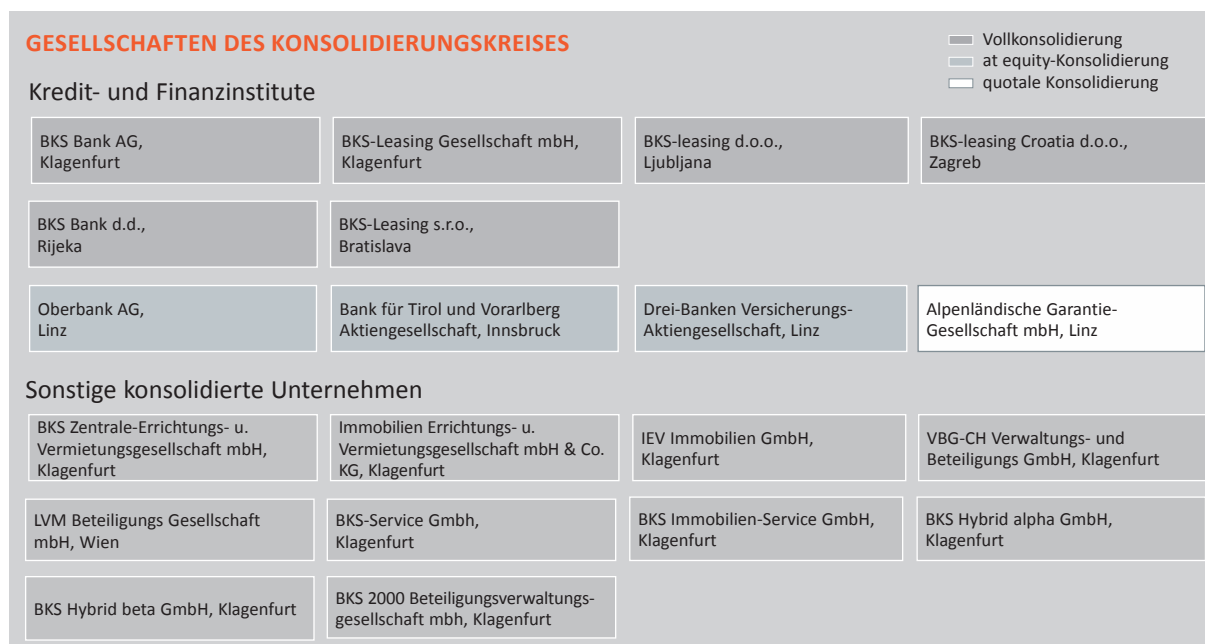 GESELLSCHAFTEN DES KONSOLIDIERUNGSKREISES
Vollkonsolidierung
at equity-Konsolidierung
quotale Konsolidierung
Kredit- und Finanzinstitute
BKS Bank AG,
Klagenfurt
BKS-Leasing Gesellschaft mbH,
Klagenfurt
BKS-leasing d.o.o.,
Ljubljana
BKS-leasing Croatia d.o.o.,
Zagreb
BKS Bank d.d.,
Rijeka
BKS-Leasing s.r.o.,
Bratislava
Oberbank AG,
Linz
Bank für Tirol und Vorarlberg
Aktiengesellschaft, Innsbruck
Drei-Banken Versicherungs-
Aktiengesellschaft, Linz
Alpenländische Garantie-
Gesellschaft mbH, Linz
Sonstige konsolidierte Unternehmen
BKS Zentrale-Errichtungs- u.
Vermietungsgesellschaft mbH,
Klagenfurt
Immobilien Errichtungs- u.
Vermietungsgesellschaft mbH & Co.
KG, Klagenfurt
IEV Immobilien GmbH,
Klagenfurt
VBG-CH Verwaltungs- und
Beteiligungs GmbH, Klagenfurt
LVM Beteiligungs Gesellschaft
mbH, Wien
BKS-Service Gmbh,
Klagenfurt
BKS Immobilien-Service GmbH,
Klagenfurt
BKS Hybrid alpha GmbH,
Klagenfurt
BKS Hybrid beta GmbH, Klagenfurt
BKS 2000 Beteiligungsverwaltungs-
gesellschaft mbh, Klagenfurt